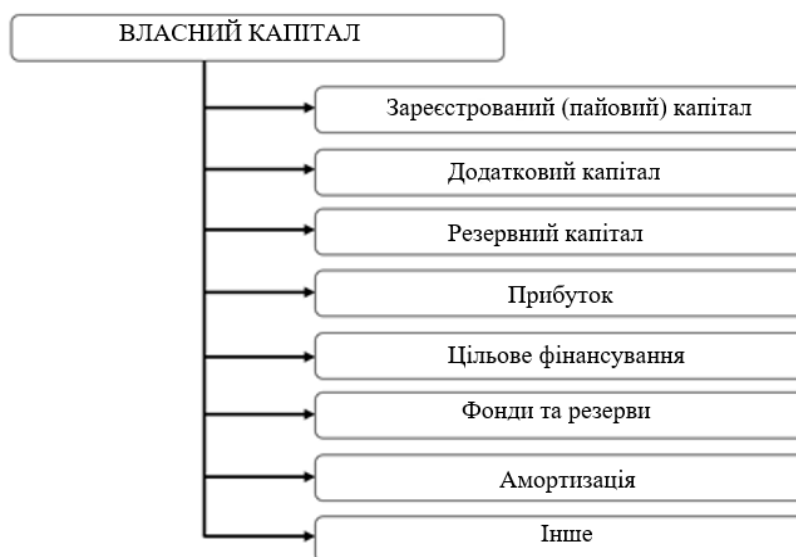 ВЛАСНИЙ КАПІТАЛ
Зареєстрований (пайовий) капітал
Додатковий капітал
Резервний капітал
Прибуток
Цільове фінансування
Фонди та резерви
Амортизація
Інше